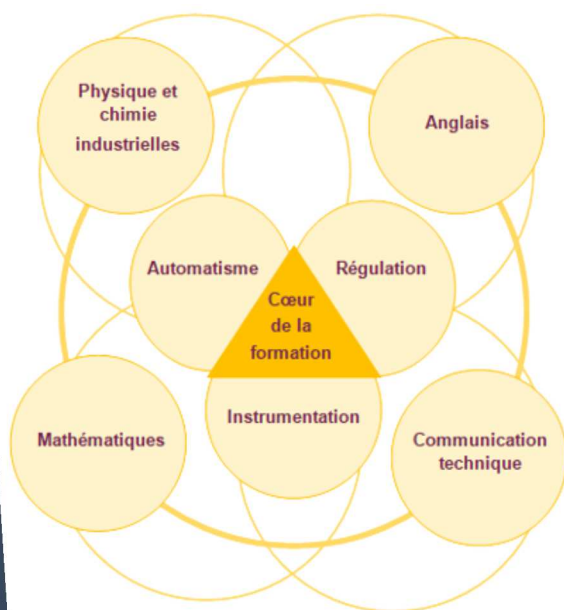 Physique et
chimie
industrielles
Anglais
Automatisme
Régulation
Cœur
de la
formation
Instrumentation
Mathématiques
Communication
technique